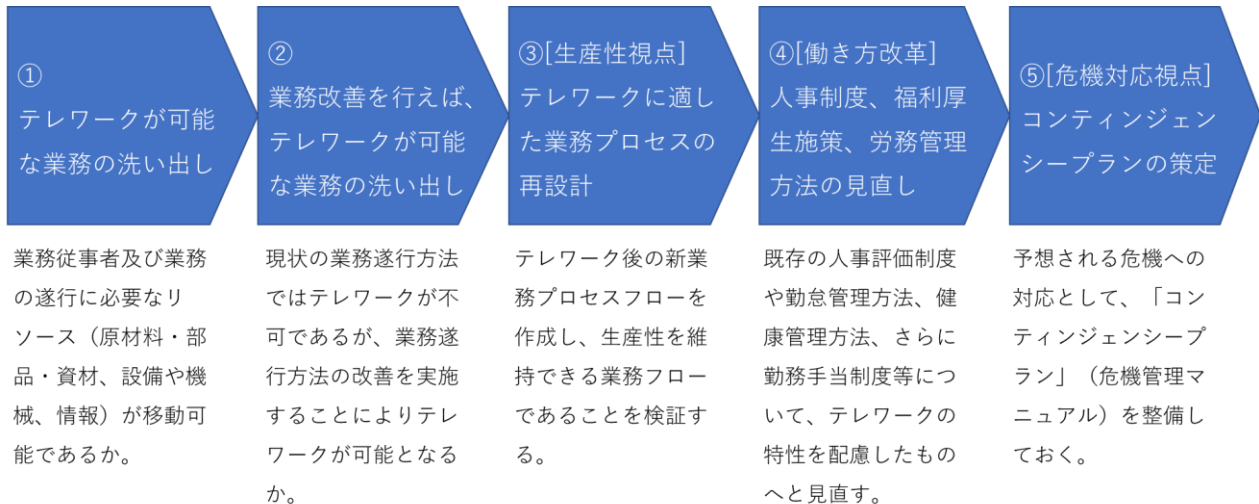 ①
テレワークが可能
な業務の洗い出し
②
業務改善を行えば、
テレワークが可能
な業務の洗い出し
③[生産性視点]
テレワークに適し
た業務プロセスの
再設計
④[働き方改革]
人事制度、福利厚
生施策、労務管理
方法の見直し
⑤[危機対応視点]
コンティンジェン
シープランの策定
業務従事者及び業務
の遂行に必要なリ
ソース（原材料・部
品・資材、設備や機
械、情報）が移動可
能であるか。
現状の業務遂行方法
ではテレワークが不
可であるが、業務遂
行方法の改善を実施
することによりテレ
ワークが可能となる
か。
テレワーク後の新業
務プロセスフローを
作成し、生産性を維
持できる業務フロー
であることを検証す
る。
既存の人事評価制度
や勤怠管理方法、健
康管理方法、さらに
勤務手当制度等につ
いて、テレワークの
特性を配慮したもの
へと見直す。
予想される危機への
対応として、「コン
ティンジェンシープ
ラン」（危機管理マ
ニュアル）を整備し
ておく。